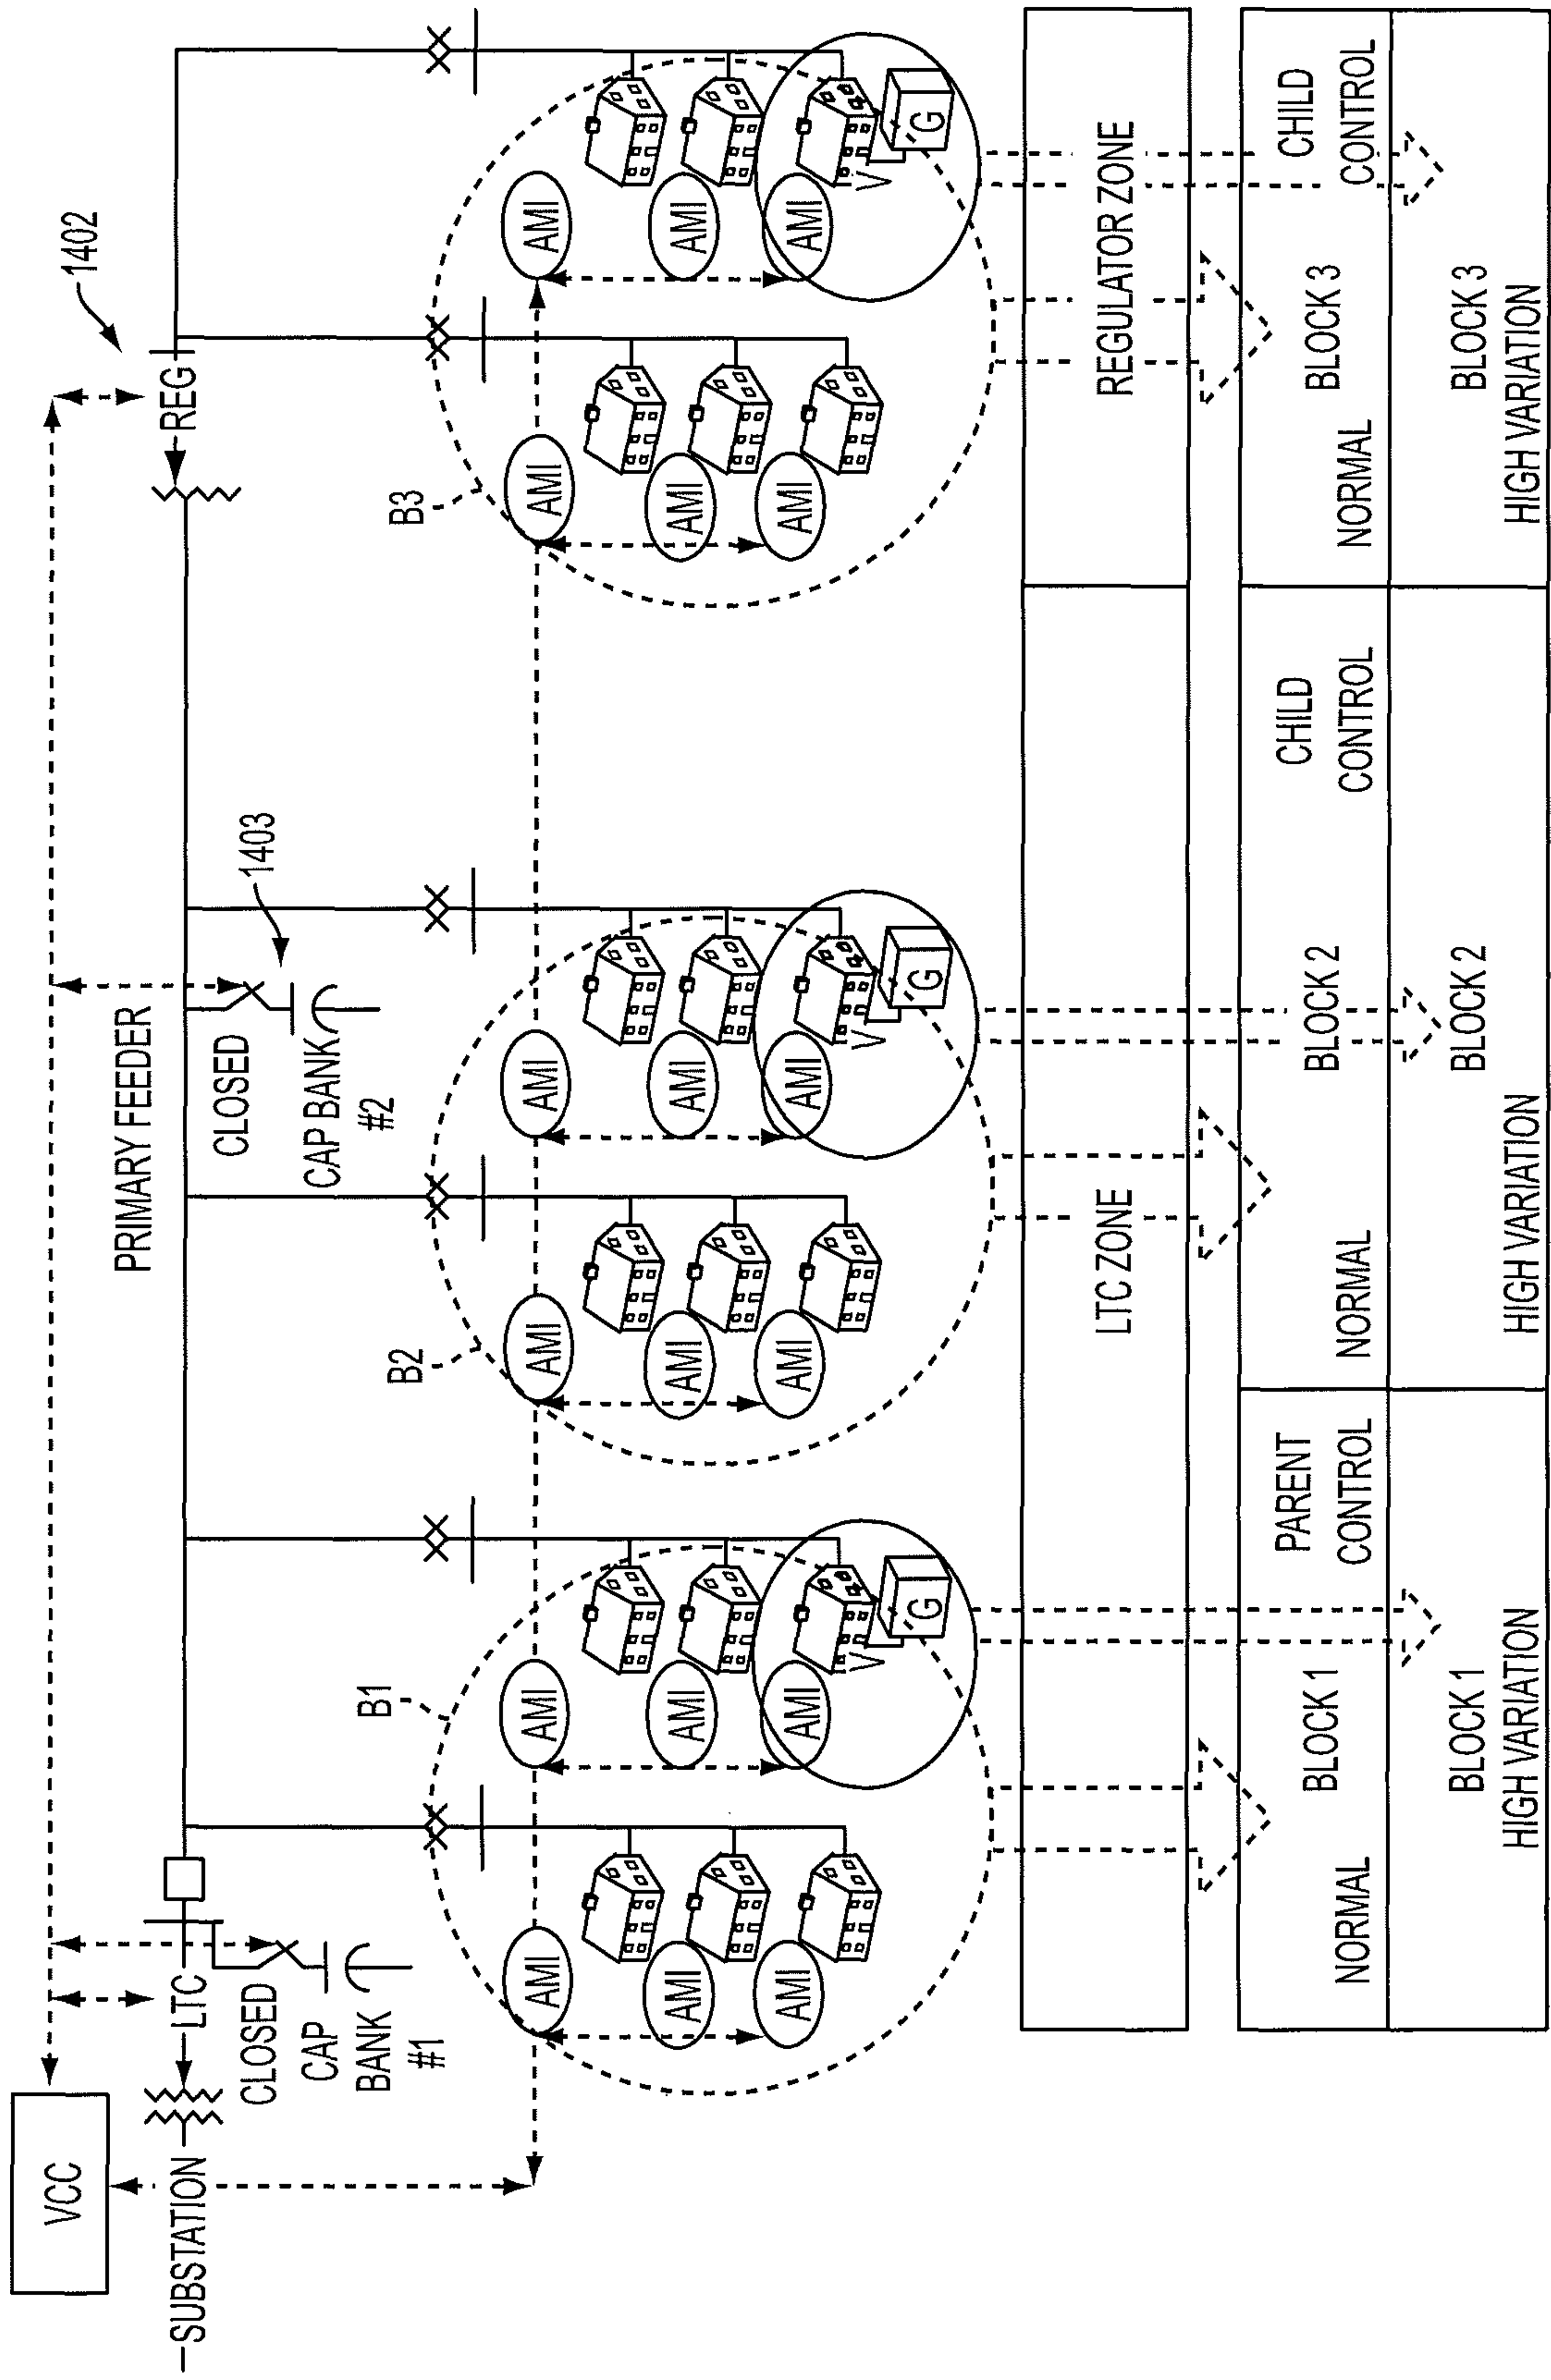 VCC
SUBSTATION
LTC
CLOSED
CAP
BANK
#1
PRIMARY FEEDER
CLOSED
CAP BANK
#2
1403
REG
1402
B1
B2
B3
AMI
AMI
AMI
AMI
AMI
AMI
V
G
AMI
AMI
AMI
AMI
AMI
AMI
V
G
AMI
AMI
AMI
AMI
AMI
AMI
V
G
LTC ZONE
REGULATOR ZONE
NORMAL
BLOCK 1
PARENT
CONTROL
NORMAL
BLOCK 2
CHILD
CONTROL
NORMAL
BLOCK 3
CHILD
CONTROL
BLOCK 1
HIGH VARIATION
BLOCK 2
HIGH VARIATION
BLOCK 3
HIGH VARIATION